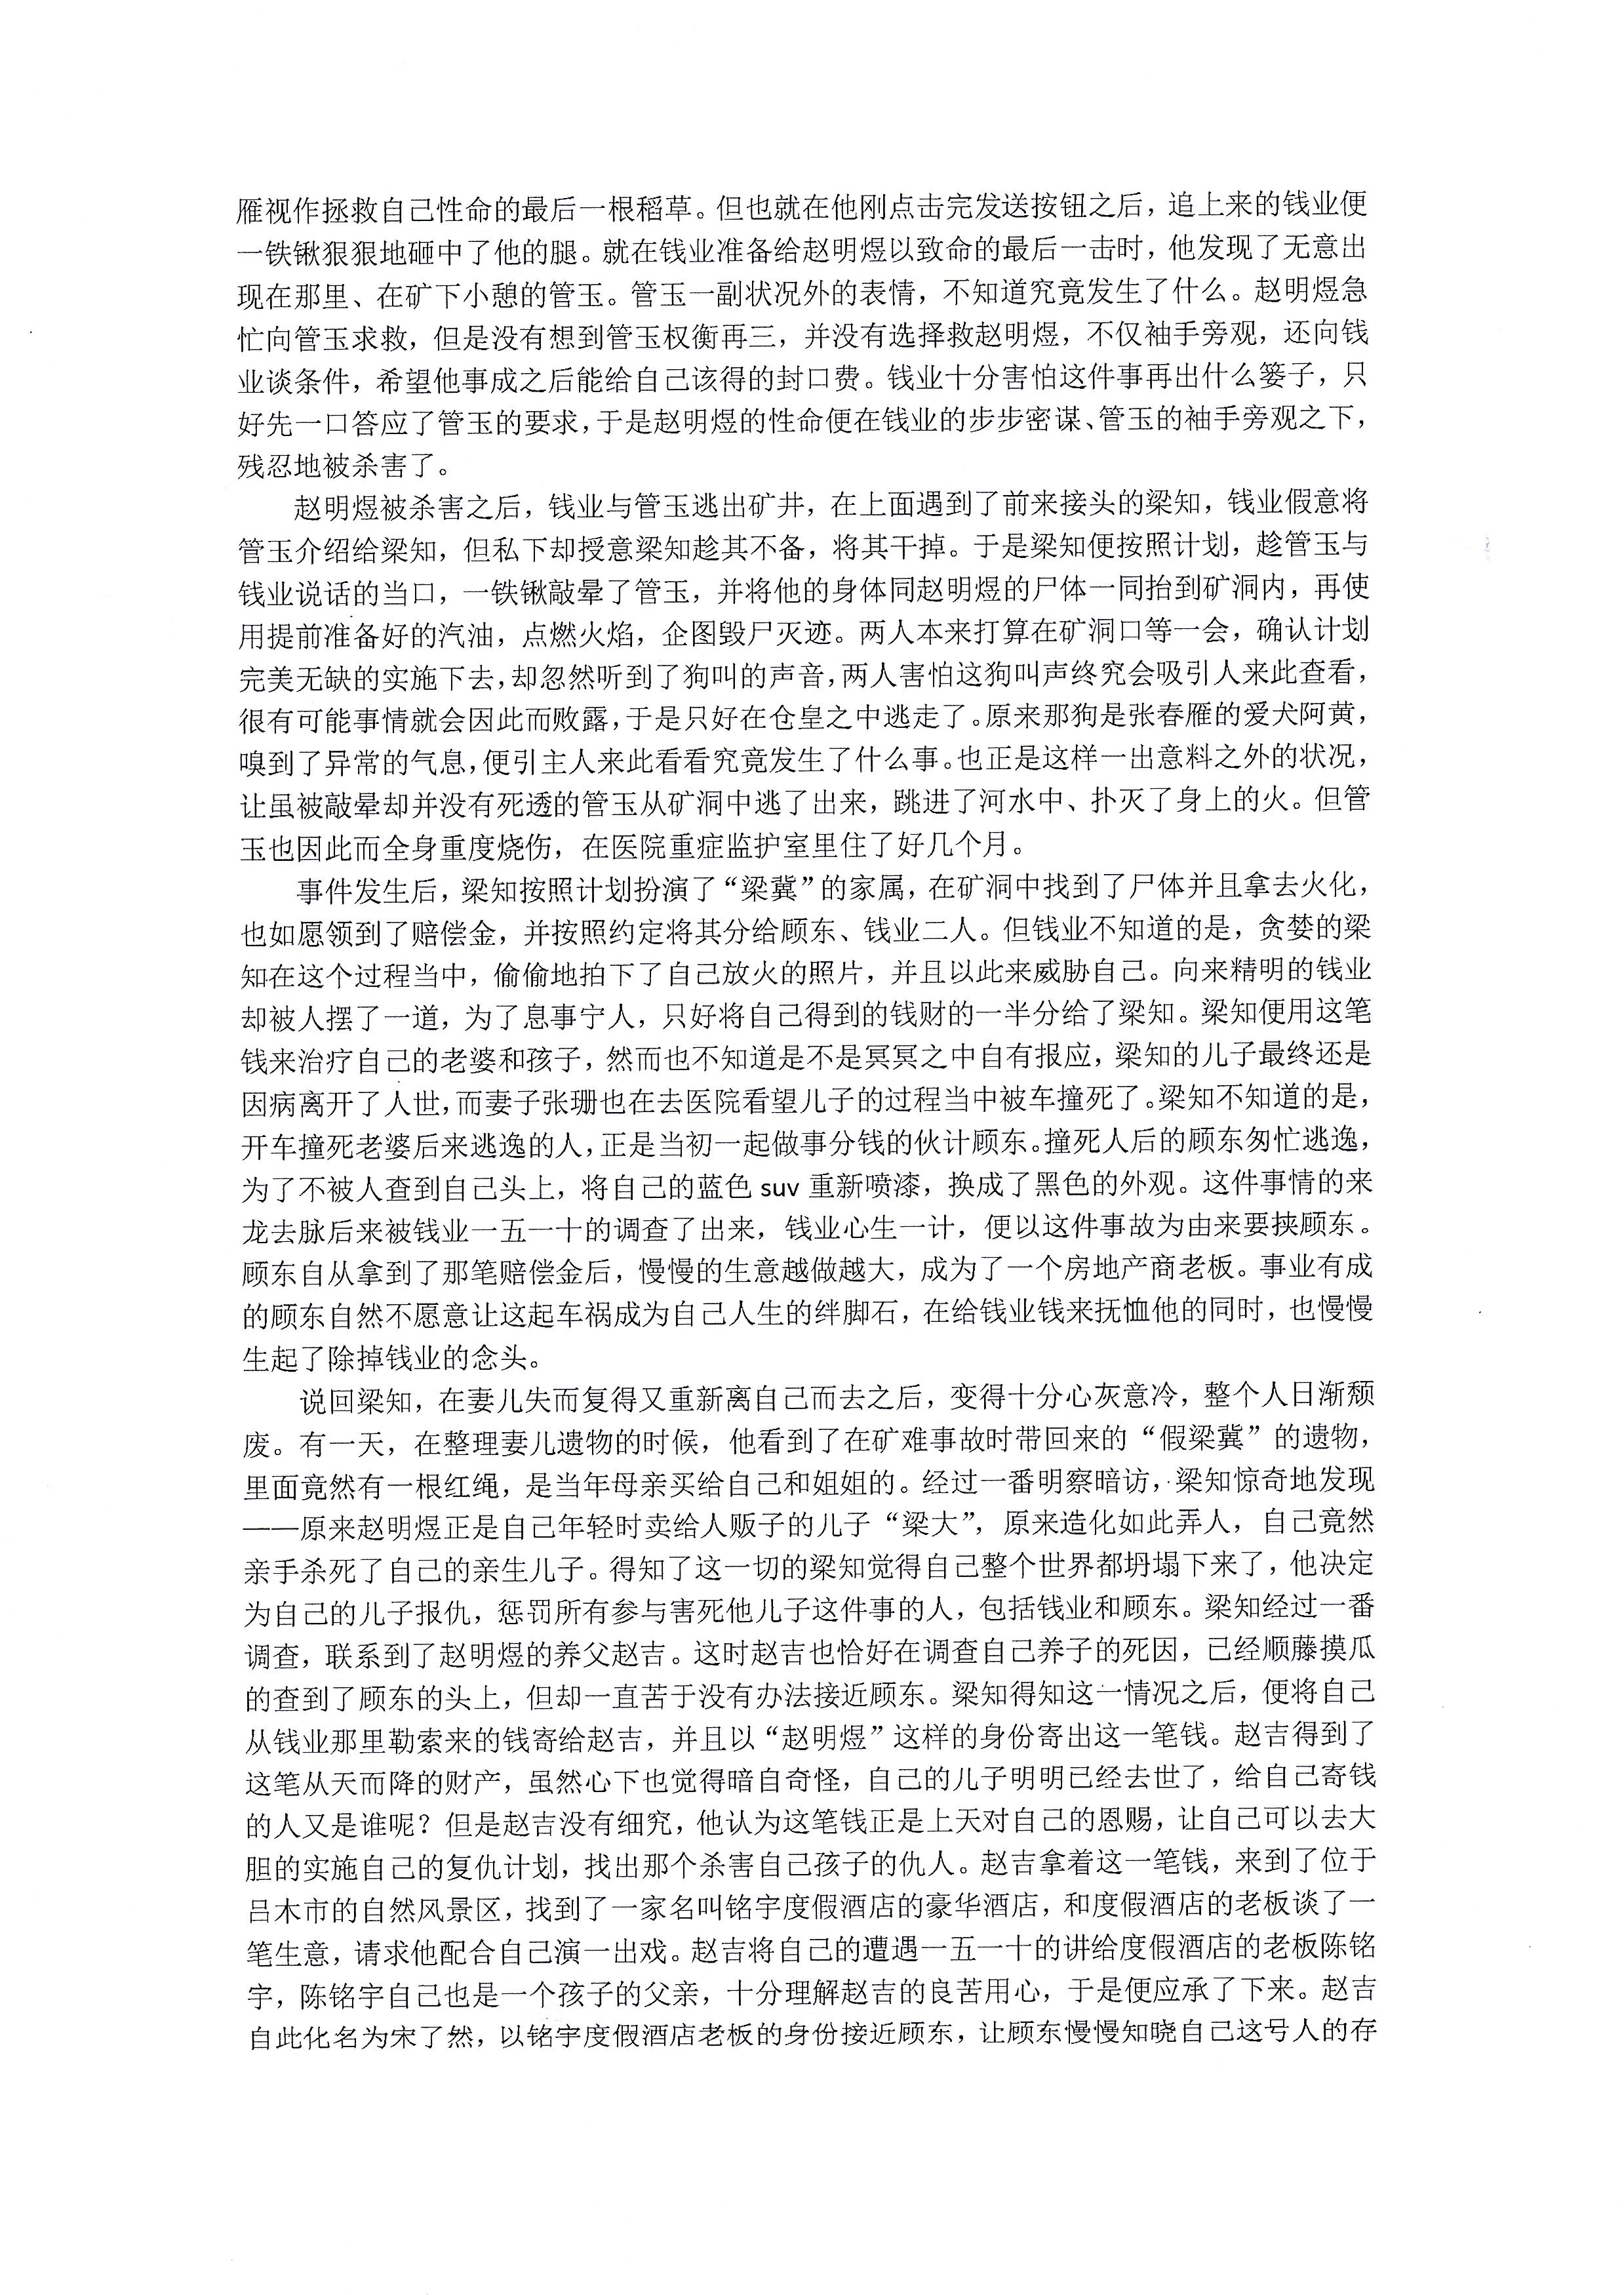 雁视作拯救自己性命的最后一根稻草。但也就在他刚点击完发送按钮之后，追上来的钱业便
一铁锹狠狠地砸中了他的腿。就在钱业准备给赵明煜以致命的最后一击时，他发现了无意出
现在那里、在矿下小憩的管玉。管玉一副状况外的表情，不知道究竟发生了什么。赵明煜急
忙向管玉求救，但是没有想到管玉权衡再三，并没有选择救赵明煜，不仅袖手旁观，还向钱
业谈条件，希望他事成之后能给自己该得的封口费。钱业十分害怕这件事再出什么篓子，只
好先一口答应了管玉的要求，于是赵明煜的性命便在钱业的步步密谋、管玉的袖手旁观之下，
残忍地被杀害了。
赵明煜被杀害之后，钱业与管玉逃出矿井，在上面遇到了前来接头的梁知，钱业假意将
管玉介绍给梁知，但私下却授意梁知趁其不备，将其干掉。于是梁知便按照计划，趁管玉与
钱业说话的当口，一铁锹敲晕了管玉，并将他的身体同赵明煜的尸体一同抬到矿洞内，再使
用提前准备好的汽油，点燃火焰，企图毁尸灭迹。两人本来打算在矿洞口等一会，确认计划
完美无缺的实施下去，却忽然听到了狗叫的声音，两人害怕这狗叫声终究会吸引人来此查看，
很有可能事情就会因此而败露，于是只好在仓皇之中逃走了。原来那狗是张春雁的爱犬阿黄，
嗅到了异常的气息，便引主人来此看看究竟发生了什么事。也正是这样一出意料之外的状况，
让虽被敲晕却并没有死透的管玉从矿洞中逃了出来，跳进了河水中、扑灭了身上的火。但管
玉也因此而全身重度烧伤，在医院重症监护室里住了好几个月。
事件发生后，梁知按照计划扮演了“梁冀”的家属，在矿洞中找到了尸体并且拿去火化，
也如愿领到了赔偿金，并按照约定将其分给顾东、钱业二人。但钱业不知道的是，贪婪的梁
知在这个过程当中，偷偷地拍下了自己放火的照片，并且以此来威胁自己。向来精明的钱业
却被人摆了一道，为了息事宁人，只好将自己得到的钱财的一半分给了梁知。梁知便用这笔
钱来治疗自己的老婆和孩子，然而也不知道是不是冥冥之中自有报应，梁知的儿子最终还是
因病离开了人世，而妻子张珊也在去医院看望儿子的过程当中被车撞死了。梁知不知道的是，
开车撞死老婆后来逃逸的人，正是当初一起做事分钱的伙计顾东。撞死人后的顾东匆忙逃逸，
为了不被人查到自己头上，将自己的蓝色 suv 重新喷漆，换成了黑色的外观。这件事情的来
龙去脉后来被钱业一五一十的调查了出来，钱业心生一计，便以这件事故为由来要挟顾东。
顾东自从拿到了那笔赔偿金后，慢慢的生意越做越大，成为了一个房地产商老板。事业有成
的顾东自然不愿意让这起车祸成为自己人生的绊脚石，在给钱业钱来抚恤他的同时，也慢慢
生起了除掉钱业的念头。
说回梁知，在妻儿失而复得又重新离自己而去之后，变得十分心灰意冷，整个人日渐颓
废。有一天，在整理妻儿遗物的时候，他看到了在矿难事故时带回来的“假梁冀”的遗物，
里面竟然有一根红绳，是当年母亲买给自己和姐姐的。经过一番明察暗访，梁知惊奇地发现
——原来赵明煜正是自己年轻时卖给人贩子的儿子“梁大”，原来造化如此弄人，自己竟然
亲手杀死了自己的亲生儿子。得知了这一切的梁知觉得自己整个世界都坍塌下来了，他决定
为自己的儿子报仇，惩罚所有参与害死他儿子这件事的人，包括钱业和顾东。梁知经过一番
调查，联系到了赵明煜的养父赵吉。这时赵吉也恰好在调查自己养子的死因，已经顺藤摸瓜
的查到了顾东的头上，但却一直苦于没有办法接近顾东。梁知得知这一情况之后，便将自己
从钱业那里勒索来的钱寄给赵吉，并且以“赵明煜”这样的身份寄出这一笔钱。赵吉得到了
这笔从天而降的财产，虽然心下也觉得暗自奇怪，自己的儿子明明已经去世了，给自己寄钱
的人又是谁呢？但是赵吉没有细究，他认为这笔钱正是上天对自己的恩赐，让自己可以去大
胆的实施自己的复仇计划，找出那个杀害自己孩子的仇人。赵吉拿着这一笔钱，来到了位于
吕木市的自然风景区，找到了一家名叫铭宇度假酒店的豪华酒店，和度假酒店的老板谈了一
笔生意，请求他配合自己演一出戏。赵吉将自己的遭遇一五一十的讲给度假酒店的老板陈铭
宇，陈铭宇自己也是一个孩子的父亲，十分理解赵吉的良苦用心，于是便应承了下来。赵吉
自此化名为宋了然，以铭宇度假酒店老板的身份接近顾东，让顾东慢慢知晓自己这号人的存